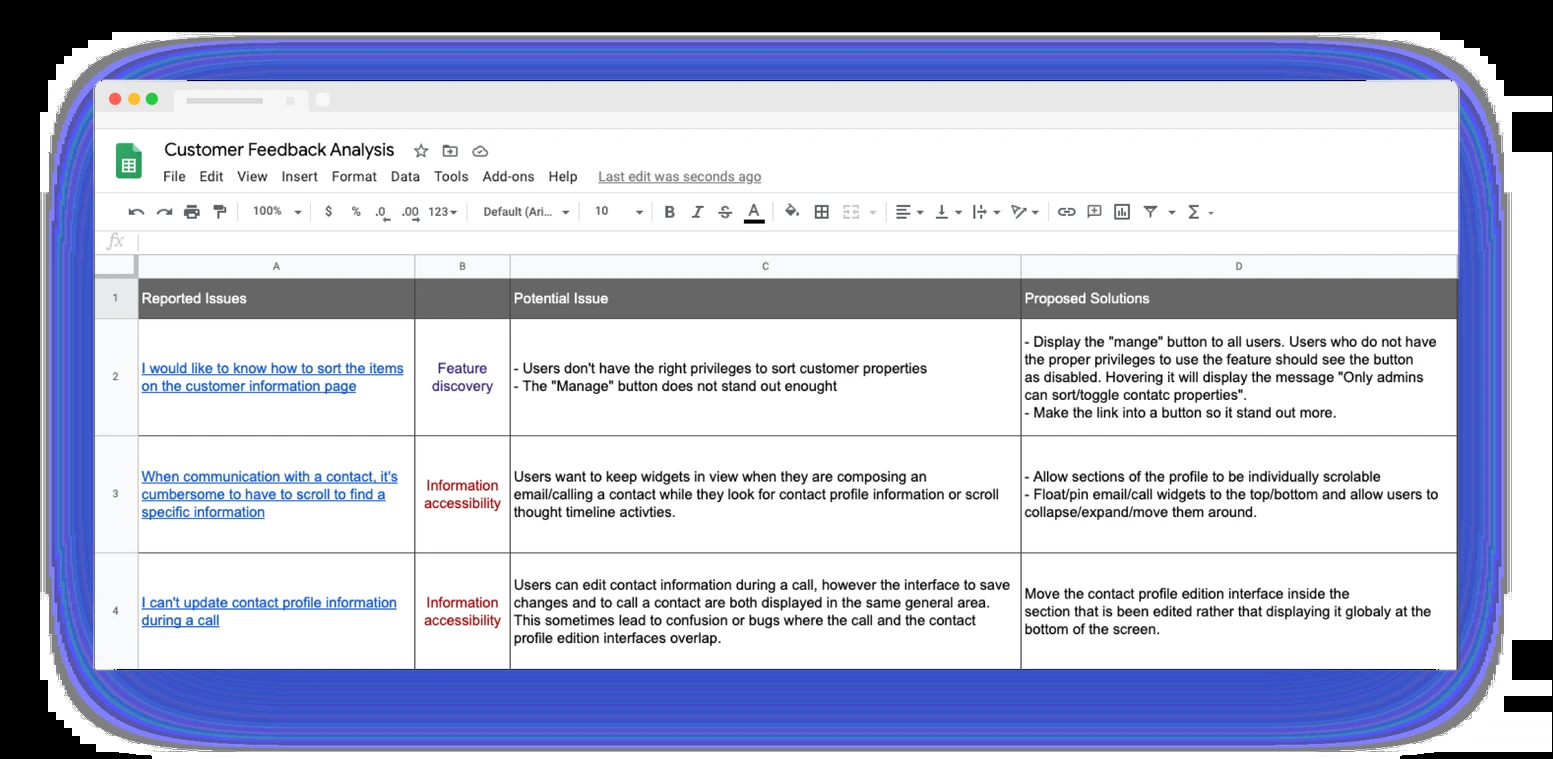 Customer Feedback Analysis
File Edit View Insert Format Data Tools Add-ons Help Last edit was seconds ago
100% $ % .0 .00 123 Default (Ari... 10 B I S A Σ
fx
A B C D
1 Reported Issues Potential Issue Proposed Solutions
2
I would like to know how to sort the items
on the customer information page
Feature
discovery
- Users don't have the right privileges to sort customer properties
- The "Manage" button does not stand out enought
- Display the "mange" button to all users. Users who do not have
the proper privileges to use the feature should see the button
as disabled. Hovering it will display the message "Only admins
can sort/toggle contatc properties".
- Make the link into a button so it stand out more.
3
When communication with a contact, it's
cumbersome to have to scroll to find a
specific information
Information
accessibility
Users want to keep widgets in view when they are composing an
email/calling a contact while they look for contact profile information or scroll
thought timeline activties.
- Allow sections of the profile to be individually scrolable
- Float/pin email/call widgets to the top/bottom and allow users to
collapse/expand/move them around.
4
I can't update contact profile information
during a call
Information
accessibility
Users can edit contact information during a call, however the interface to save
changes and to call a contact are both displayed in the same general area.
This sometimes lead to confusion or bugs where the call and the contact
profile edition interfaces overlap.
Move the contact profile edition interface inside the
section that is been edited rather that displaying it globaly at the
bottom of the screen.